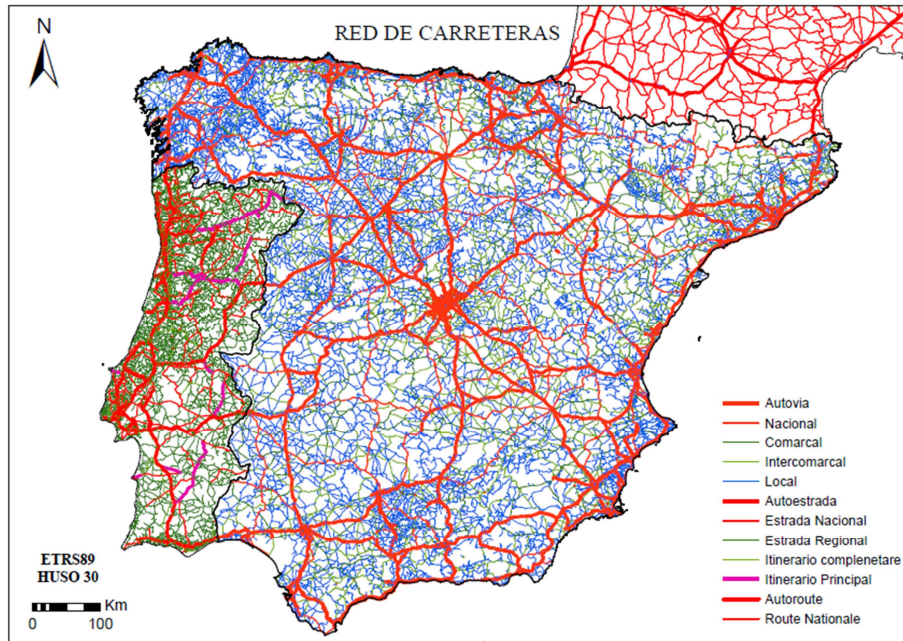 RED DE CARRETERAS
N
Autovia
Nacional
Comarcal
Intercomarcal
Local
Autoestrada
Estrada Nacional
Estrada Regional
Itinerario complenetare
Itinerario Principal
Autoroute
Route Nationale
ETRS89
HUSO 30
Km
0 100